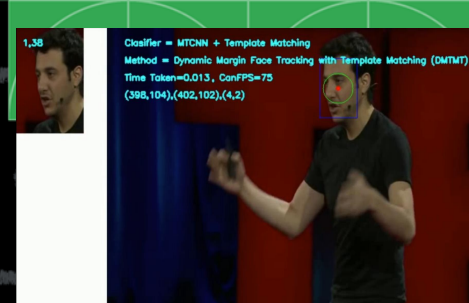 1,38
Clasifier = MTCNN + Template Matching
Method = Dynamic Margin Face Tracking with Template Matching (DMTMT)
Time Taken=0.013, CanFPS=75
(398,104),(402,102),(4,2)